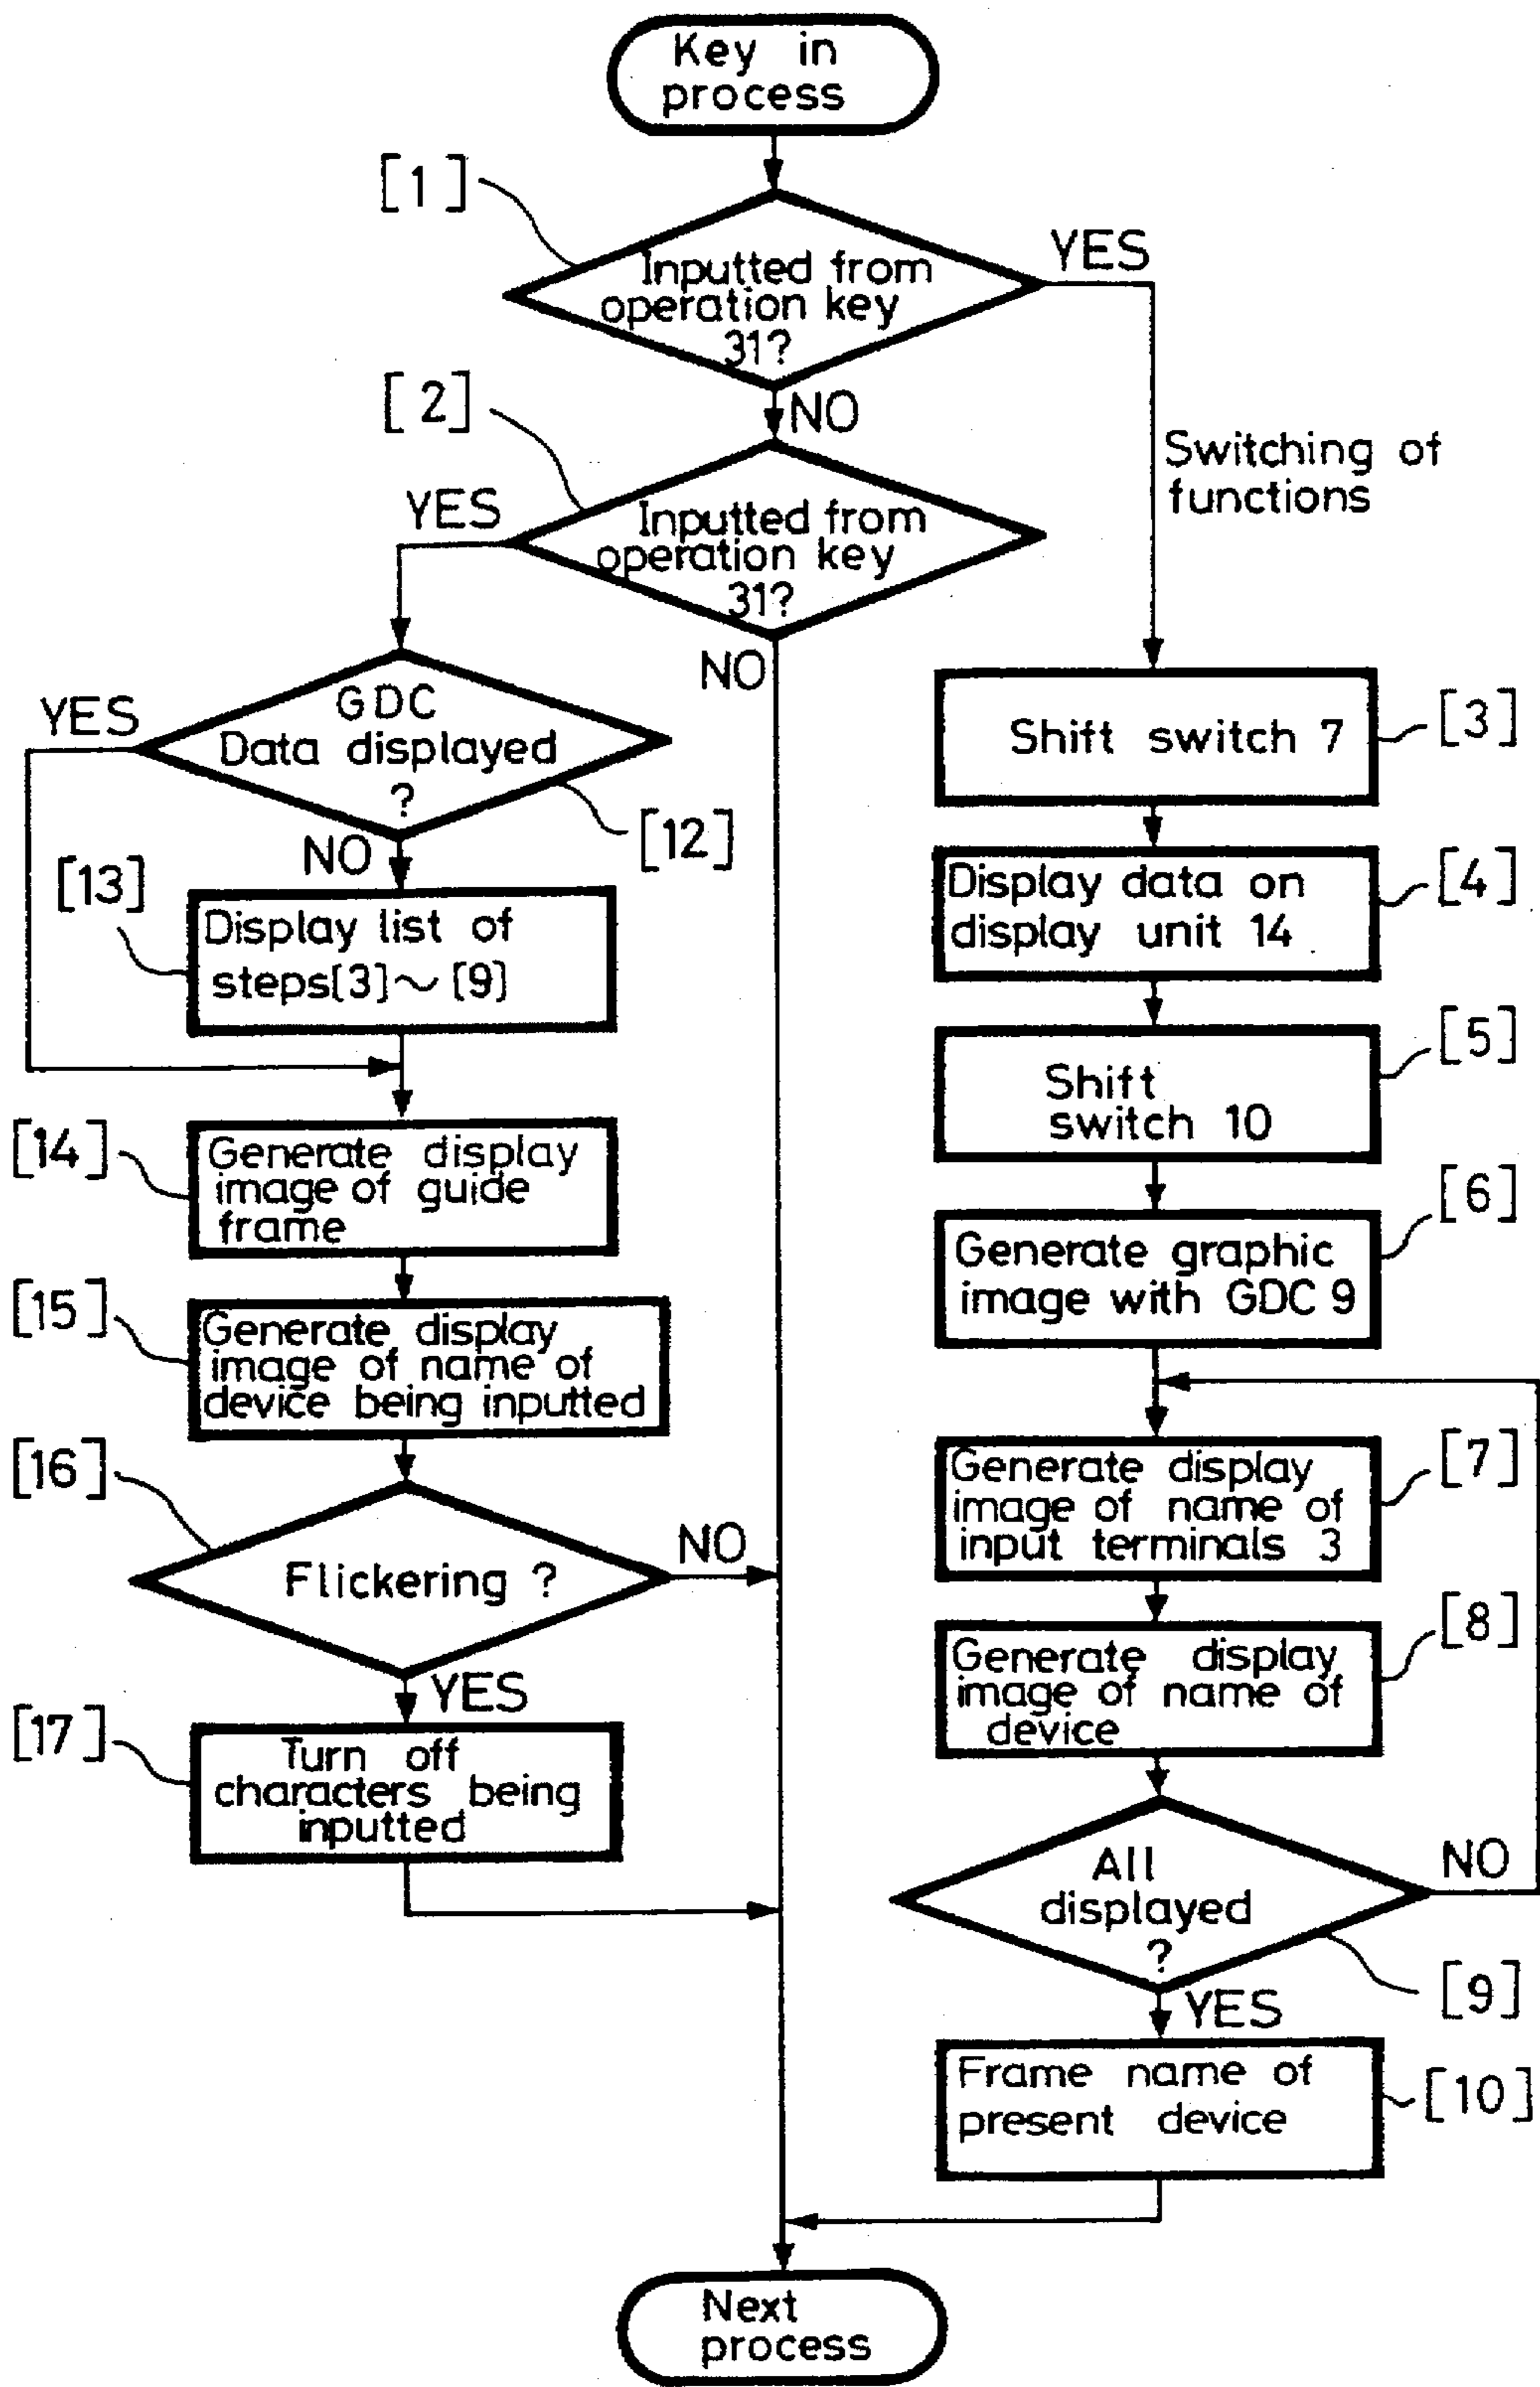 Key in
process
[1]
Inputted from
operation key
31?
YES
NO
[2]
Switching of
functions
YES
Inputted from
operation key
31?
NO
YES
GDC
Data displayed
?
[12]
NO
[13]
Display list of
steps[3]~[9]
[14]
Generate display
image of guide
frame
[15]
Generate display
image of name of
device being inputted
[16]
Flickering ?
NO
YES
[17]
Turn off
characters being
inputted
Shift switch 7
[3]
Display data on
display unit 14
[4]
Shift
switch 10
[5]
Generate graphic
image with GDC 9
[6]
Generate display
image of name of
input terminals 3
[7]
Generate display
image of name of
device
[8]
All
displayed
?
NO
[9]
YES
Frame name of
present device
[10]
Next
process